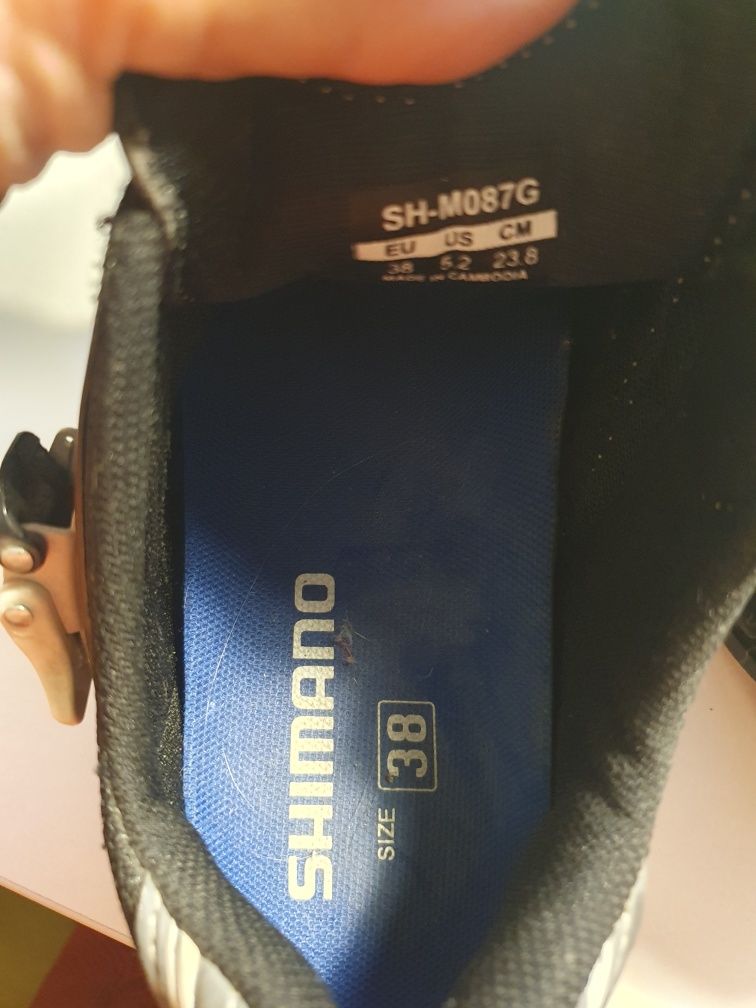 SH-M087G
EU US CM
38 5.2 23.8
MADE IN CAMBODIA
SHIMANO
SIZE 38